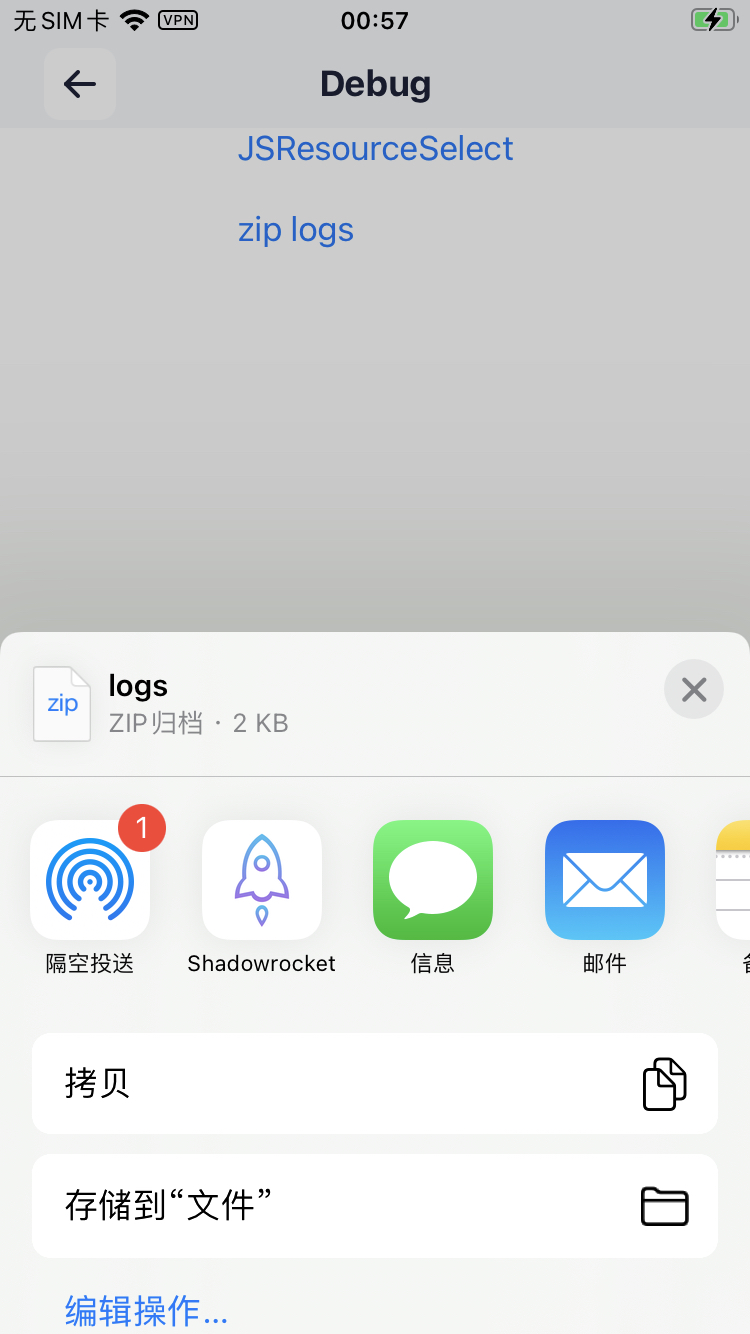 无SIM卡 VPN 00:57
Debug
JSResourceSelect
zip logs
zip
logs
ZIP归档 · 2 KB
1
隔空投送 Shadowrocket 信息 邮件
拷贝
存储到“文件”
编辑操作...